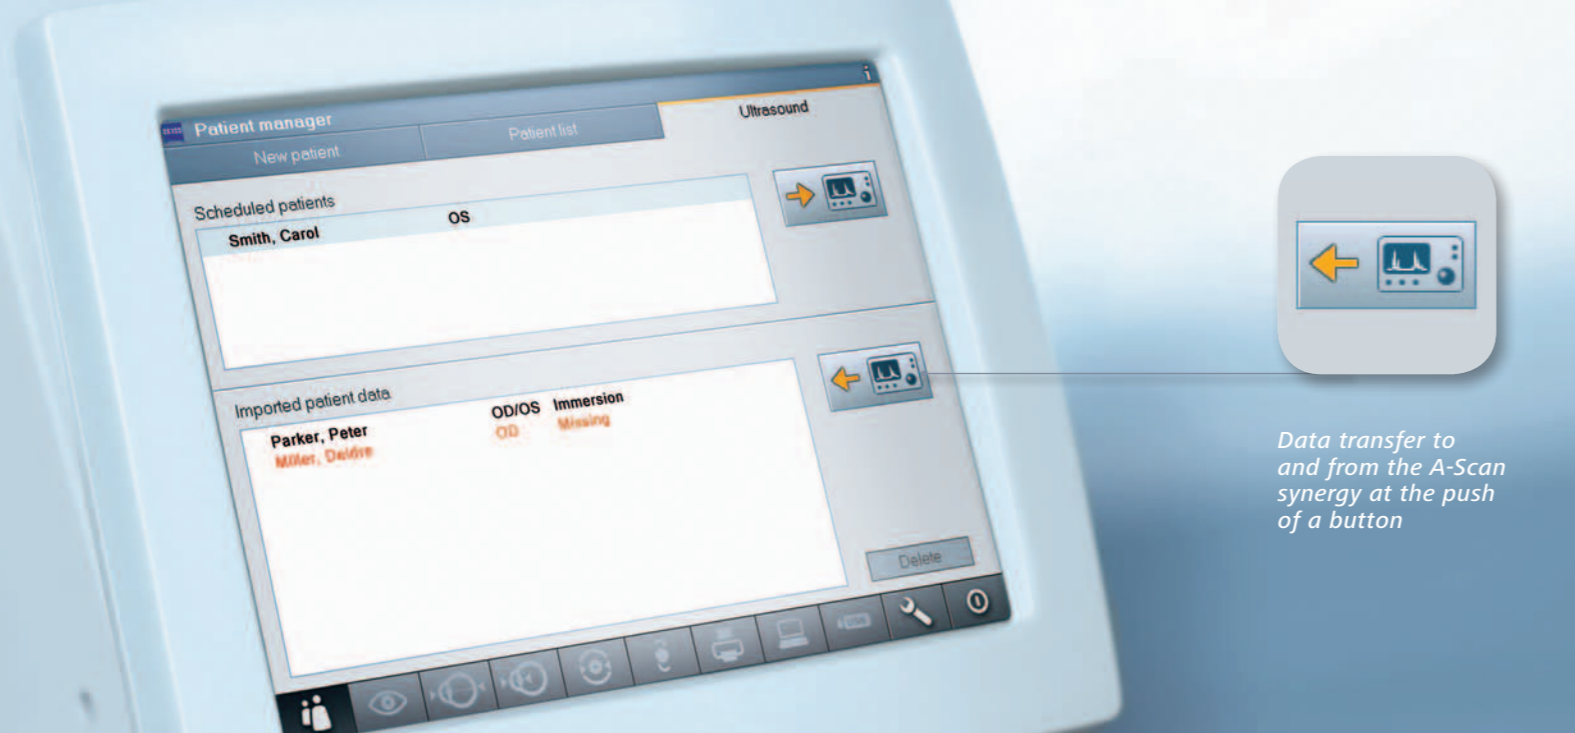 ZEISS Patient manager
New patient
Patient list
Ultrasound
Scheduled patients
Smith, Carol OS
Imported patient data
OD/OS Immersion
Parker, Peter
Miller, Deidre OD Missing
Delete
Data transfer to
and from the A-Scan
synergy at the push
of a button